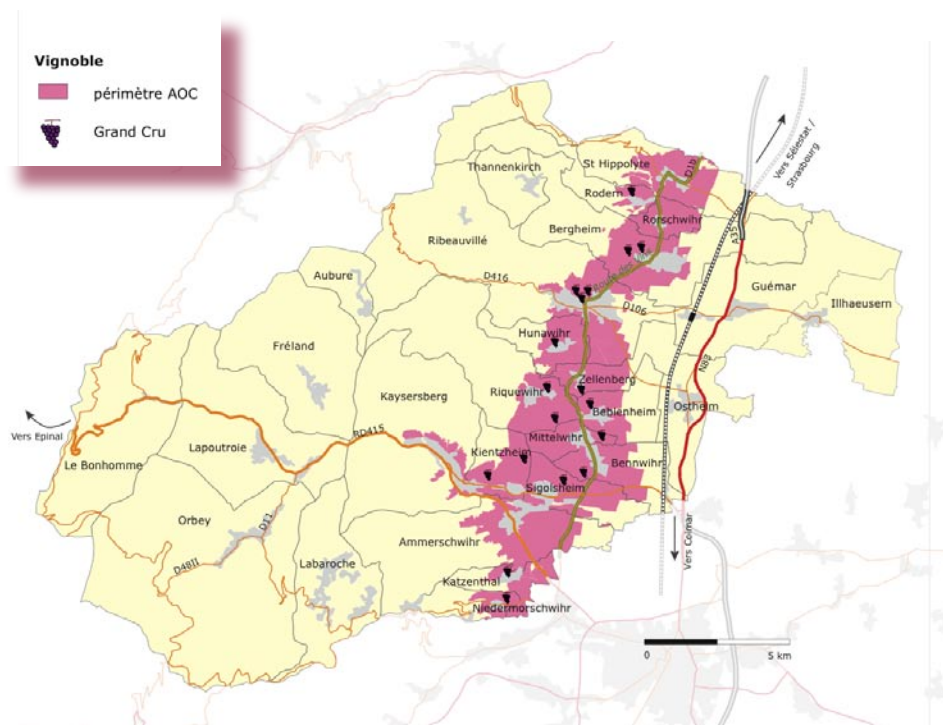 Vignoble
périmètre AOC
Grand Cru
Vers Sélestat /
Strasbourg
St Hippolyte
D1b
Thannenkirch
Rodern
Rorschwihr
Bergheim
Ribeauvillé
A35
Aubure
D416
Guémar
Illhaeusern
D106
Hunawihr
Fréland
N83
Zellenberg
Riquewihr
Kaysersberg
Bebienheim
Ostheim
Vers Epinal
RD415
Mittelwihr
Lapoutroie
Kientzheim
Le Bonhomme
Bennwihr
Sigolsheim
Orbey
D11
Ammerschwihr
Vers Colmar
D48II
Labaroche
Katzenthal
Niedermorschwihr
0
5 km